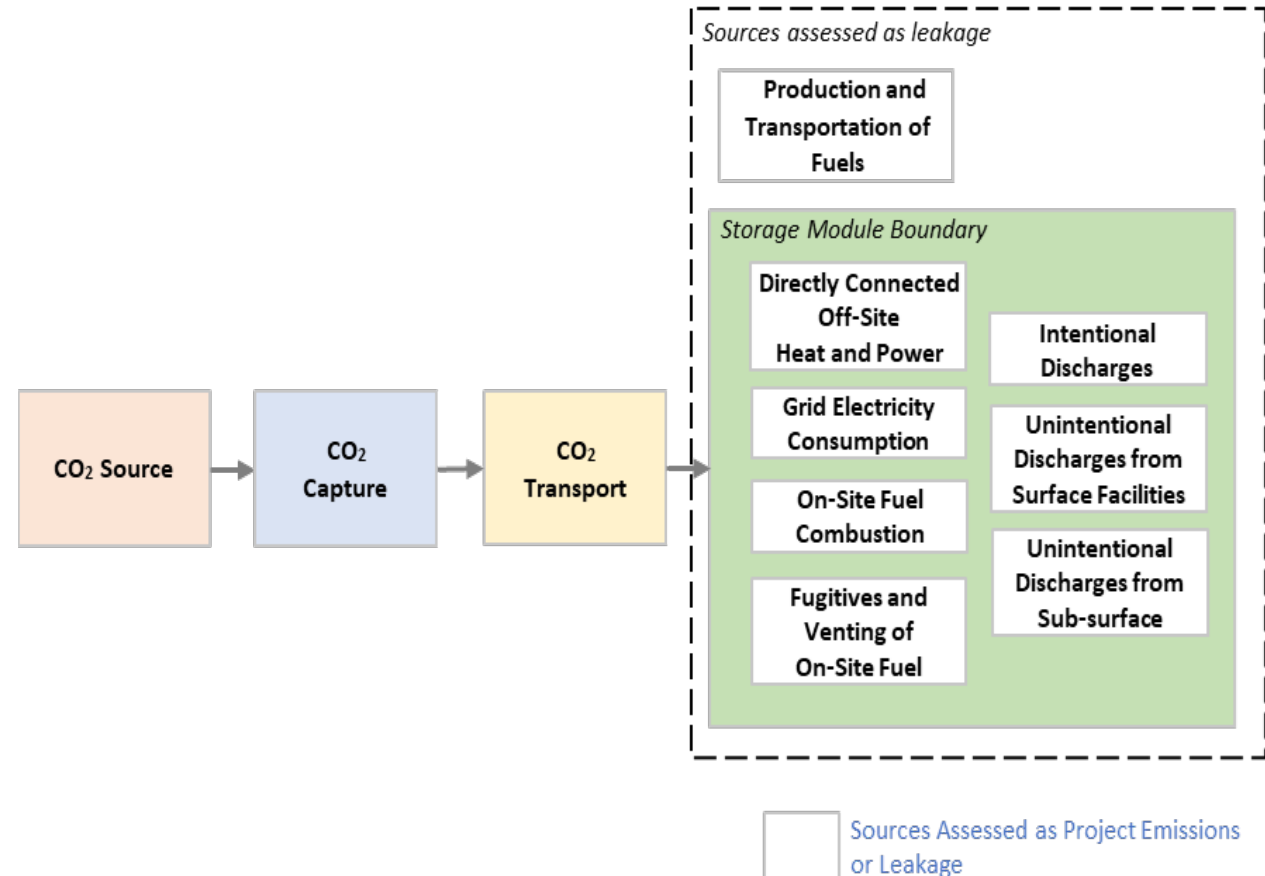 Sources assessed as leakage
Production and
Transportation of
Fuels
Storage Module Boundary
Directly Connected
Off-Site
Heat and Power
Grid Electricity
Consumption
On-Site Fuel
Combustion
Fugitives and
Venting of
On-Site Fuel
Intentional
Discharges
Unintentional
Discharges from
Surface Facilities
Unintentional
Discharges from
Sub-surface
CO₂ Source
CO₂
Capture
CO₂
Transport
Sources Assessed as Project Emissions
or Leakage